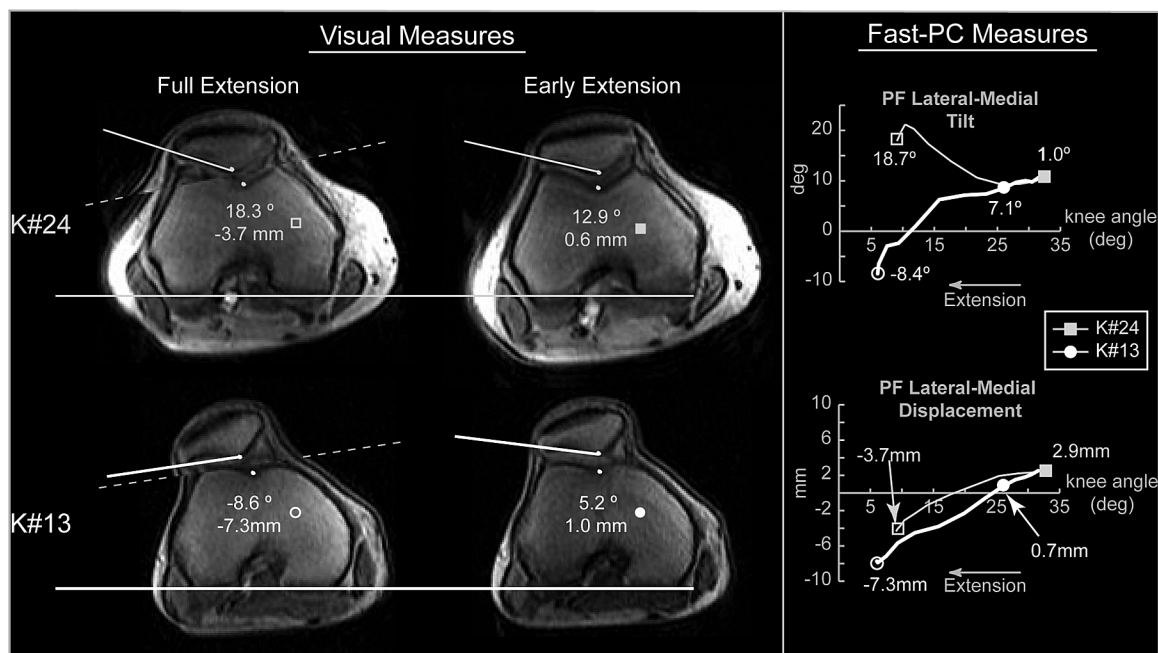 Visual Measures
Full Extension
Early Extension
K#24
18.3 º
-3.7 mm
12.9 º
0.6 mm
K#13
-8.6 º
-7.3mm
5.2 º
1.0 mm
Fast-PC Measures
PF Lateral-Medial
Tilt
20
10
0
-10
deg
18.7º
1.0º
7.1º
-8.4º
knee angle
(deg)
5
15
25
35
Extension
K#24
K#13
PF Lateral-Medial
Displacement
10
6
2
-2
-6
-10
mm
-3.7mm
2.9mm
knee angle
(deg)
5
15
25
35
0.7mm
-7.3mm
Extension